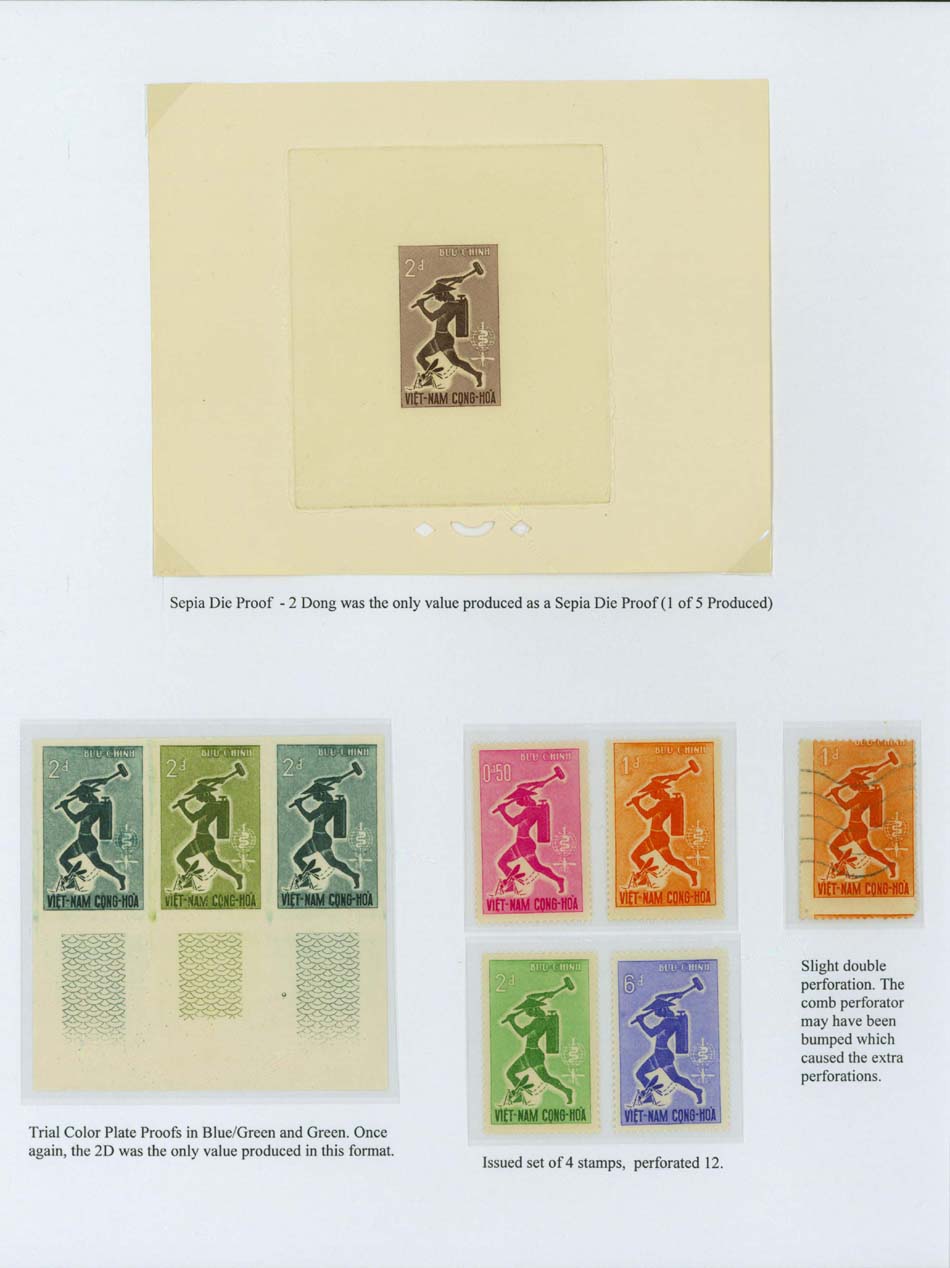 BƯU-CHÍNH
2đ
VIỆT-NAM CỘNG-HÒA
Sepia Die Proof - 2 Dong was the only value produced as a Sepia Die Proof (1 of 5 Produced)
BƯU-CHÍNH
2đ
VIỆT-NAM CỘNG-HÒA
BƯU-CHÍNH
2đ
VIỆT-NAM CỘNG-HÒA
BƯU-CHÍNH
2đ
VIỆT-NAM CỘNG-HÒA
Trial Color Plate Proofs in Blue/Green and Green. Once
again, the 2D was the only value produced in this format.
BƯU-CHÍNH
0đ50
VIỆT-NAM CỘNG-HÒA
BƯU-CHÍNH
1đ
VIỆT-NAM CỘNG-HÒA
BƯU-CHÍNH
2đ
VIỆT-NAM CỘNG-HÒA
BƯU-CHÍNH
6đ
VIỆT-NAM CỘNG-HÒA
Issued set of 4 stamps, perforated 12.
BƯU-CHÍNH
1đ
VIỆT-NAM CỘNG-HÒA
Slight double
perforation. The
comb perforator
may have been
bumped which
caused the extra
perforations.